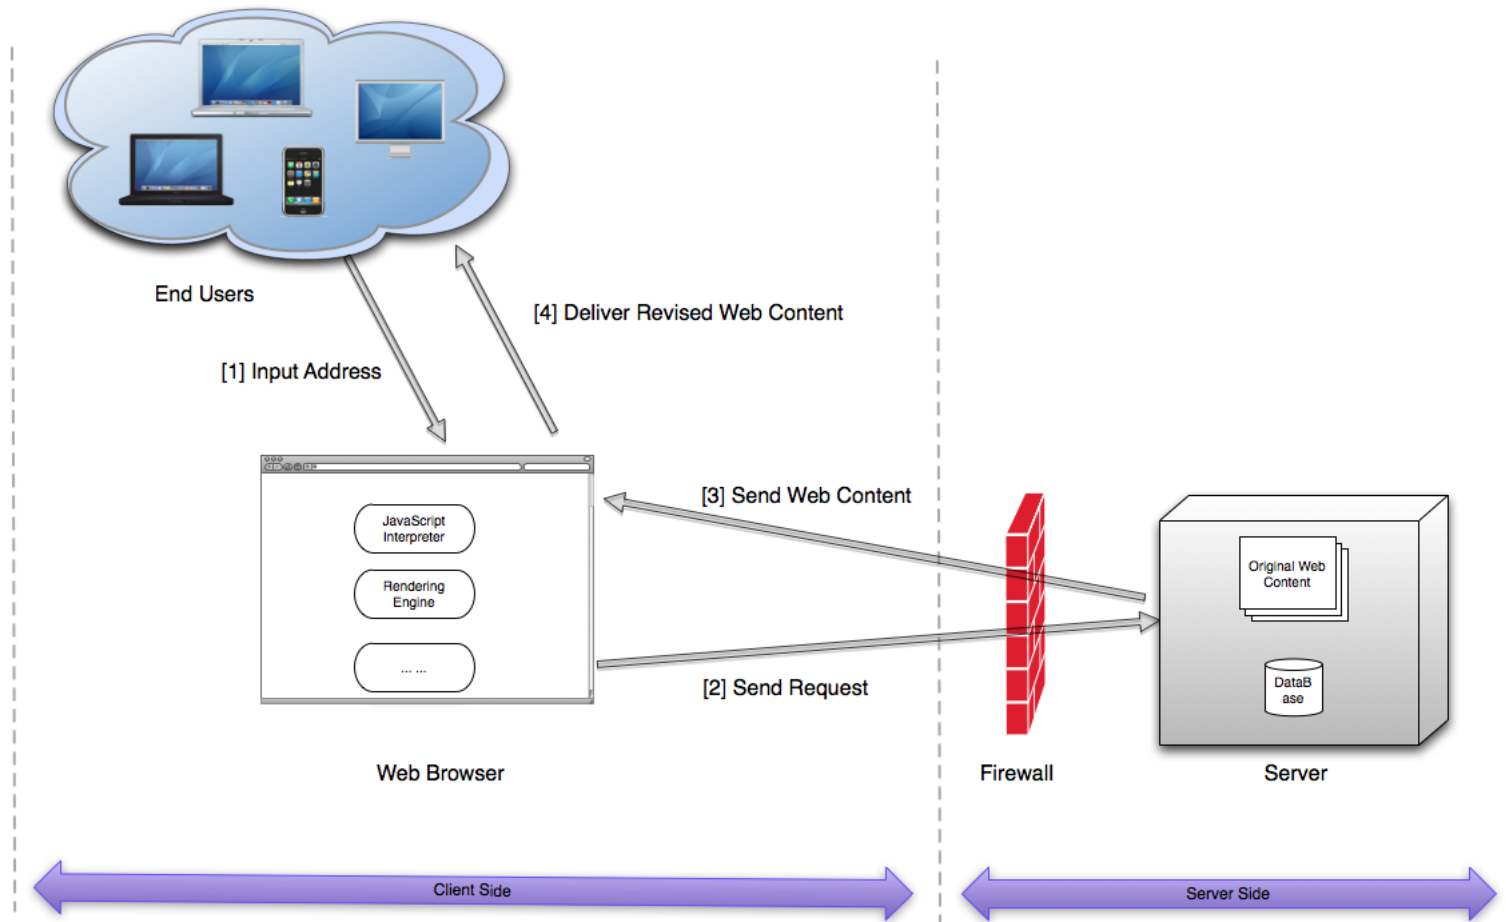 End Users
[4] Deliver Revised Web Content
[1] Input Address
[3] Send Web Content
JavaScript
Interpreter
Rendering
Engine
... ...
Original Web
Content
DataB
ase
[2] Send Request
Web Browser
Firewall
Server
Client Side
Server Side